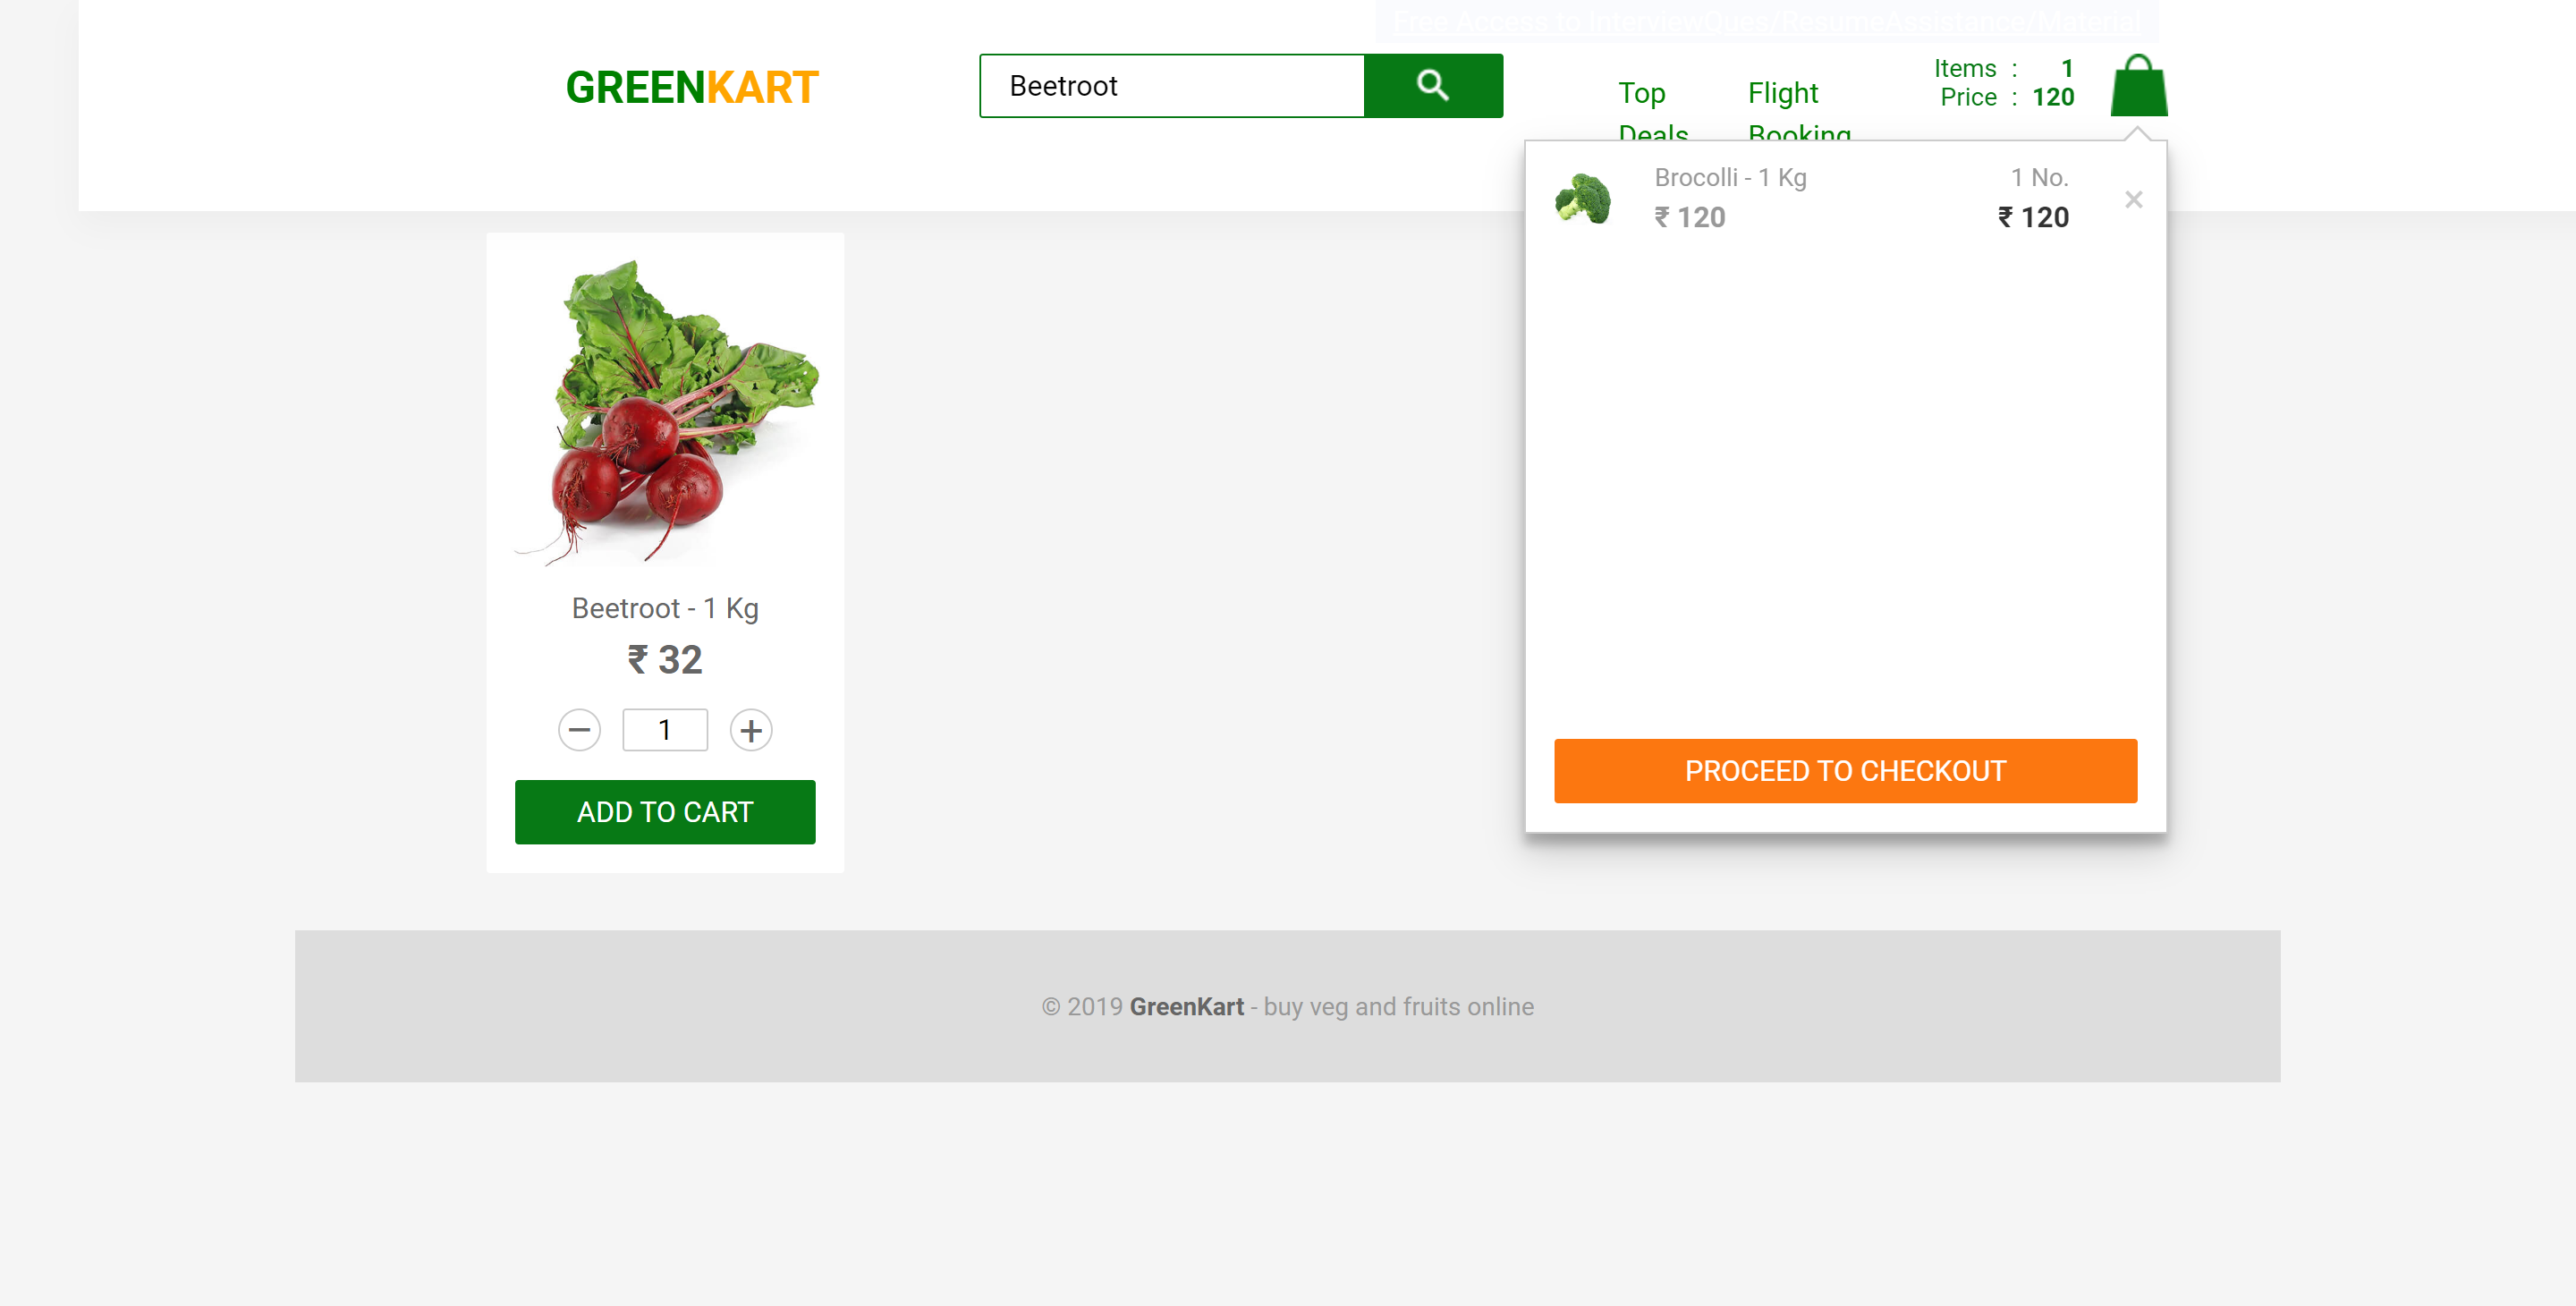 Free Access to InterviewQues/ResumeAssistance/Material
GREENKART
Beetroot
Top
Deals
Flight
Booking
Items : 1
Price : 120
Brocolli - 1 Kg
₹ 120
1 No.
₹ 120
×
PROCEED TO CHECKOUT
Beetroot - 1 Kg
₹ 32
− 1 +
ADD TO CART
© 2019 GreenKart - buy veg and fruits online